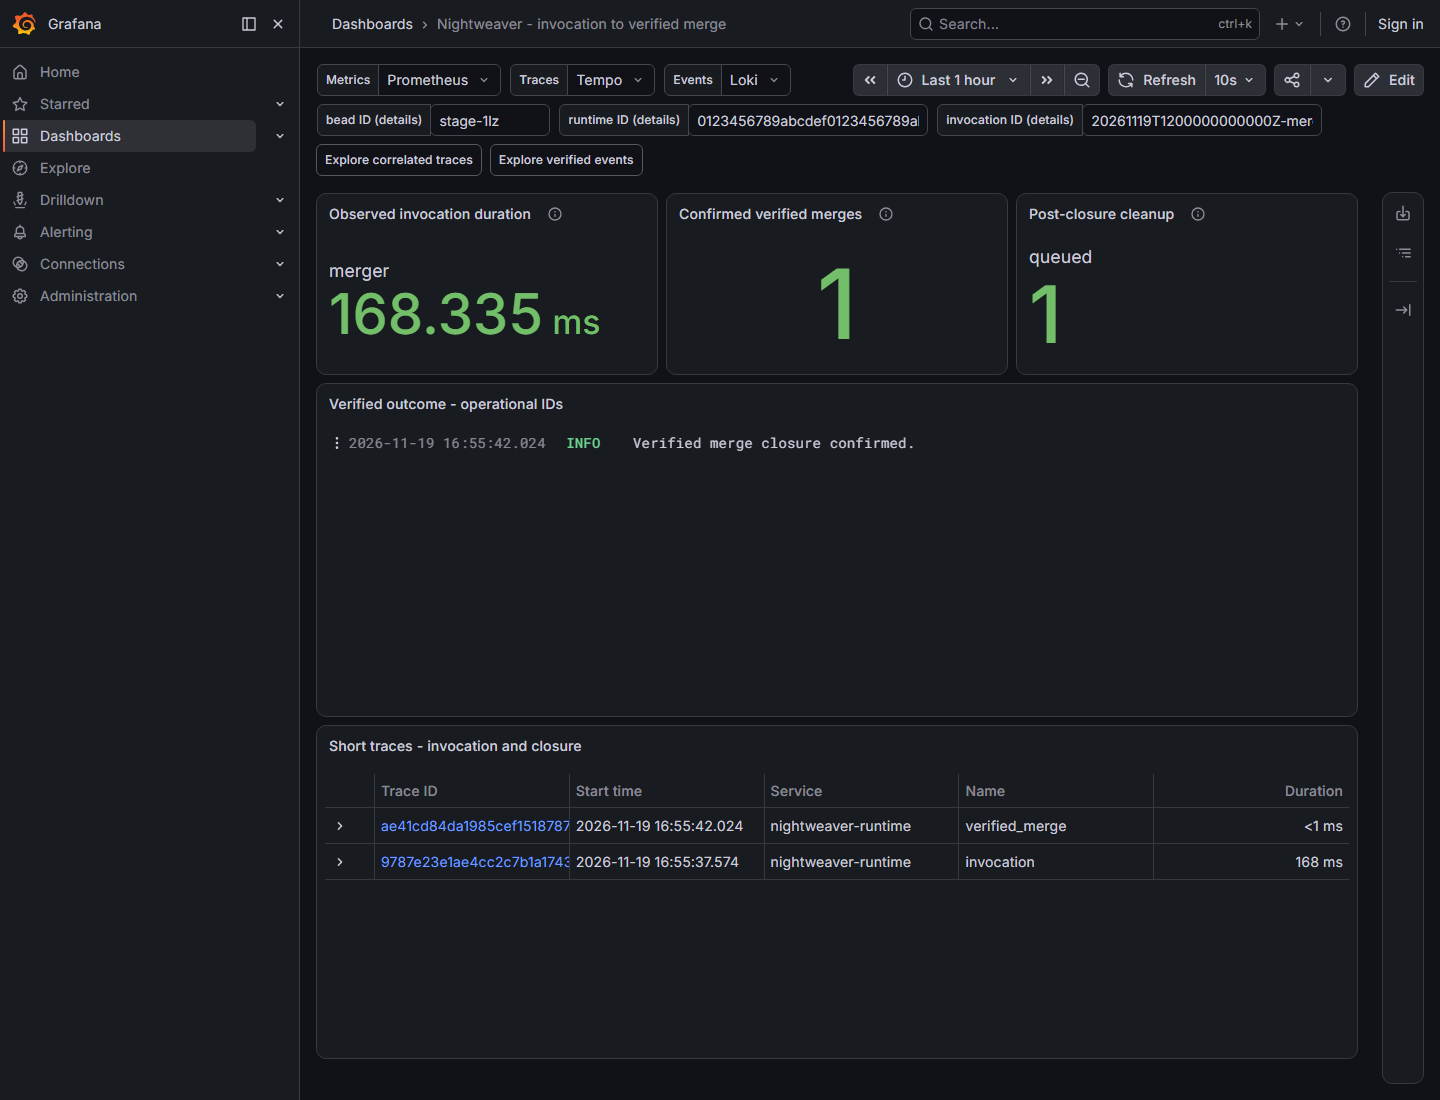 Grafana
Dashboards › Nightweaver - invocation to verified merge
Search... ctrl+k
Sign in
Home
Starred
Dashboards
Explore
Drilldown
Alerting
Connections
Administration
Metrics Prometheus Traces Tempo Events Loki
Last 1 hour Refresh 10s Edit
bead ID (details) stage-1lz runtime ID (details) 0123456789abcdef0123456789a invocation ID (details) 20261119T1200000000000Z-mer
Explore correlated traces Explore verified events
Observed invocation duration
merger
168.335 ms
Confirmed verified merges
1
Post-closure cleanup
queued
1
Verified outcome - operational IDs
2026-11-19 16:55:42.024 INFO Verified merge closure confirmed.
Short traces - invocation and closure
Trace ID Start time Service Name Duration
ae41cd84da1985cef1518787 2026-11-19 16:55:42.024 nightweaver-runtime verified_merge <1 ms
9787e23e1ae4cc2c7b1a1743 2026-11-19 16:55:37.574 nightweaver-runtime invocation 168 ms